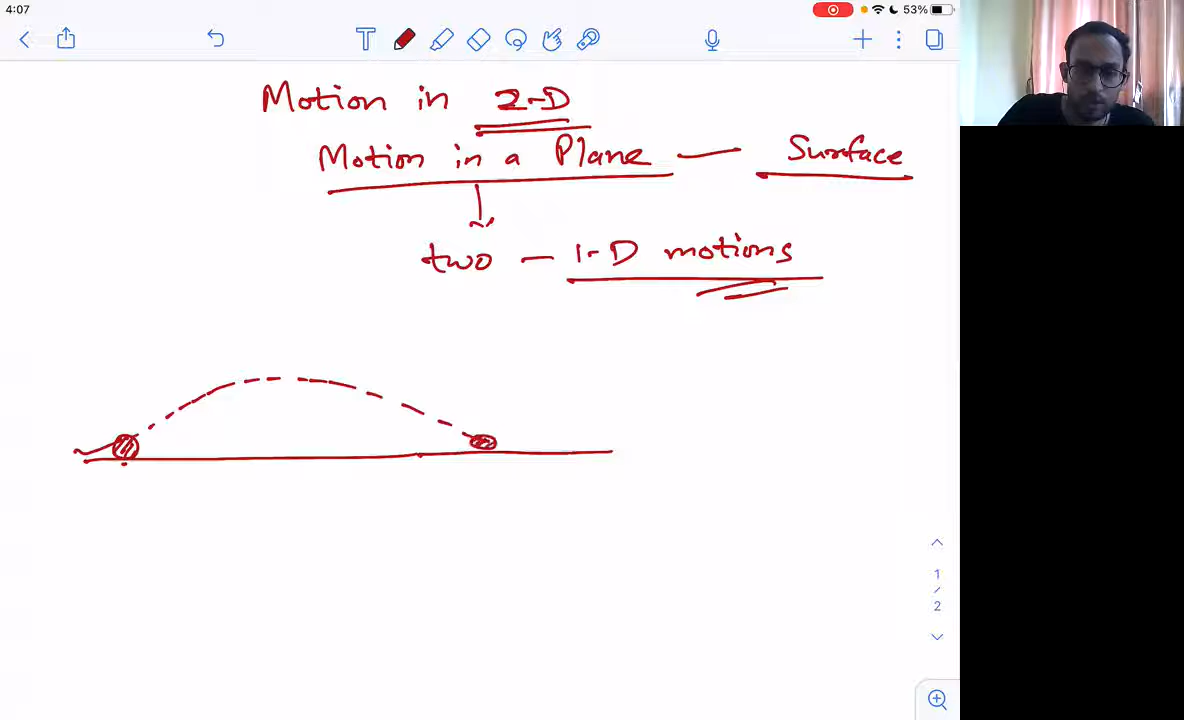 4:07
53%
Motion in 2-D
Motion in a Plane — Surface
two - 1-D motions
1
/
2